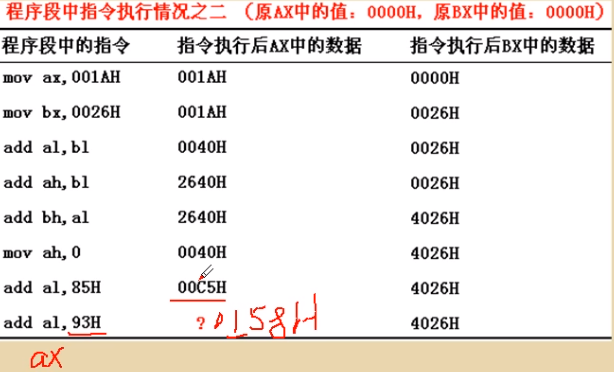 程序段中指令执行情况之二 （原AX中的值：0000H，原BX中的值：0000H）
程序段中的指令 指令执行后AX中的数据 指令执行后BX中的数据
mov ax,001AH 001AH 0000H
mov bx,0026H 001AH 0026H
add al,bl 0040H 0026H
add ah,bl 2640H 0026H
add bh,al 2640H 4026H
mov ah,0 0040H 4026H
add al,85H 00C5H 4026H
add al,93H ? 0158H 4026H
ax